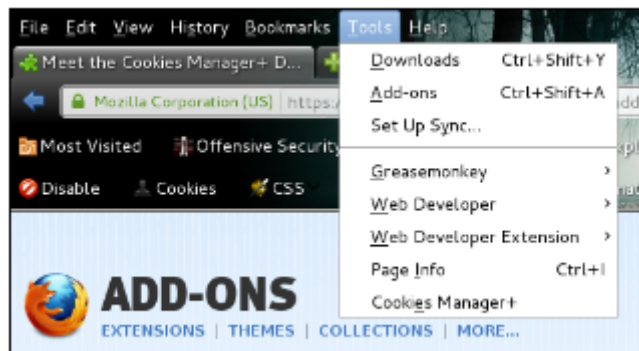 File Edit View History Bookmarks Tools Help
Meet the Cookies Manager+ D...
Mozilla Corporation (US) https:/
Most Visited Offensive Security
Disable Cookies CSS
Downloads Ctrl+Shift+Y
Add-ons Ctrl+Shift+A
Set Up Sync...
Greasemonkey
Web Developer
Web Developer Extension
Page Info Ctrl+I
Cookies Manager+
ADD-ONS
EXTENSIONS | THEMES | COLLECTIONS | MORE...